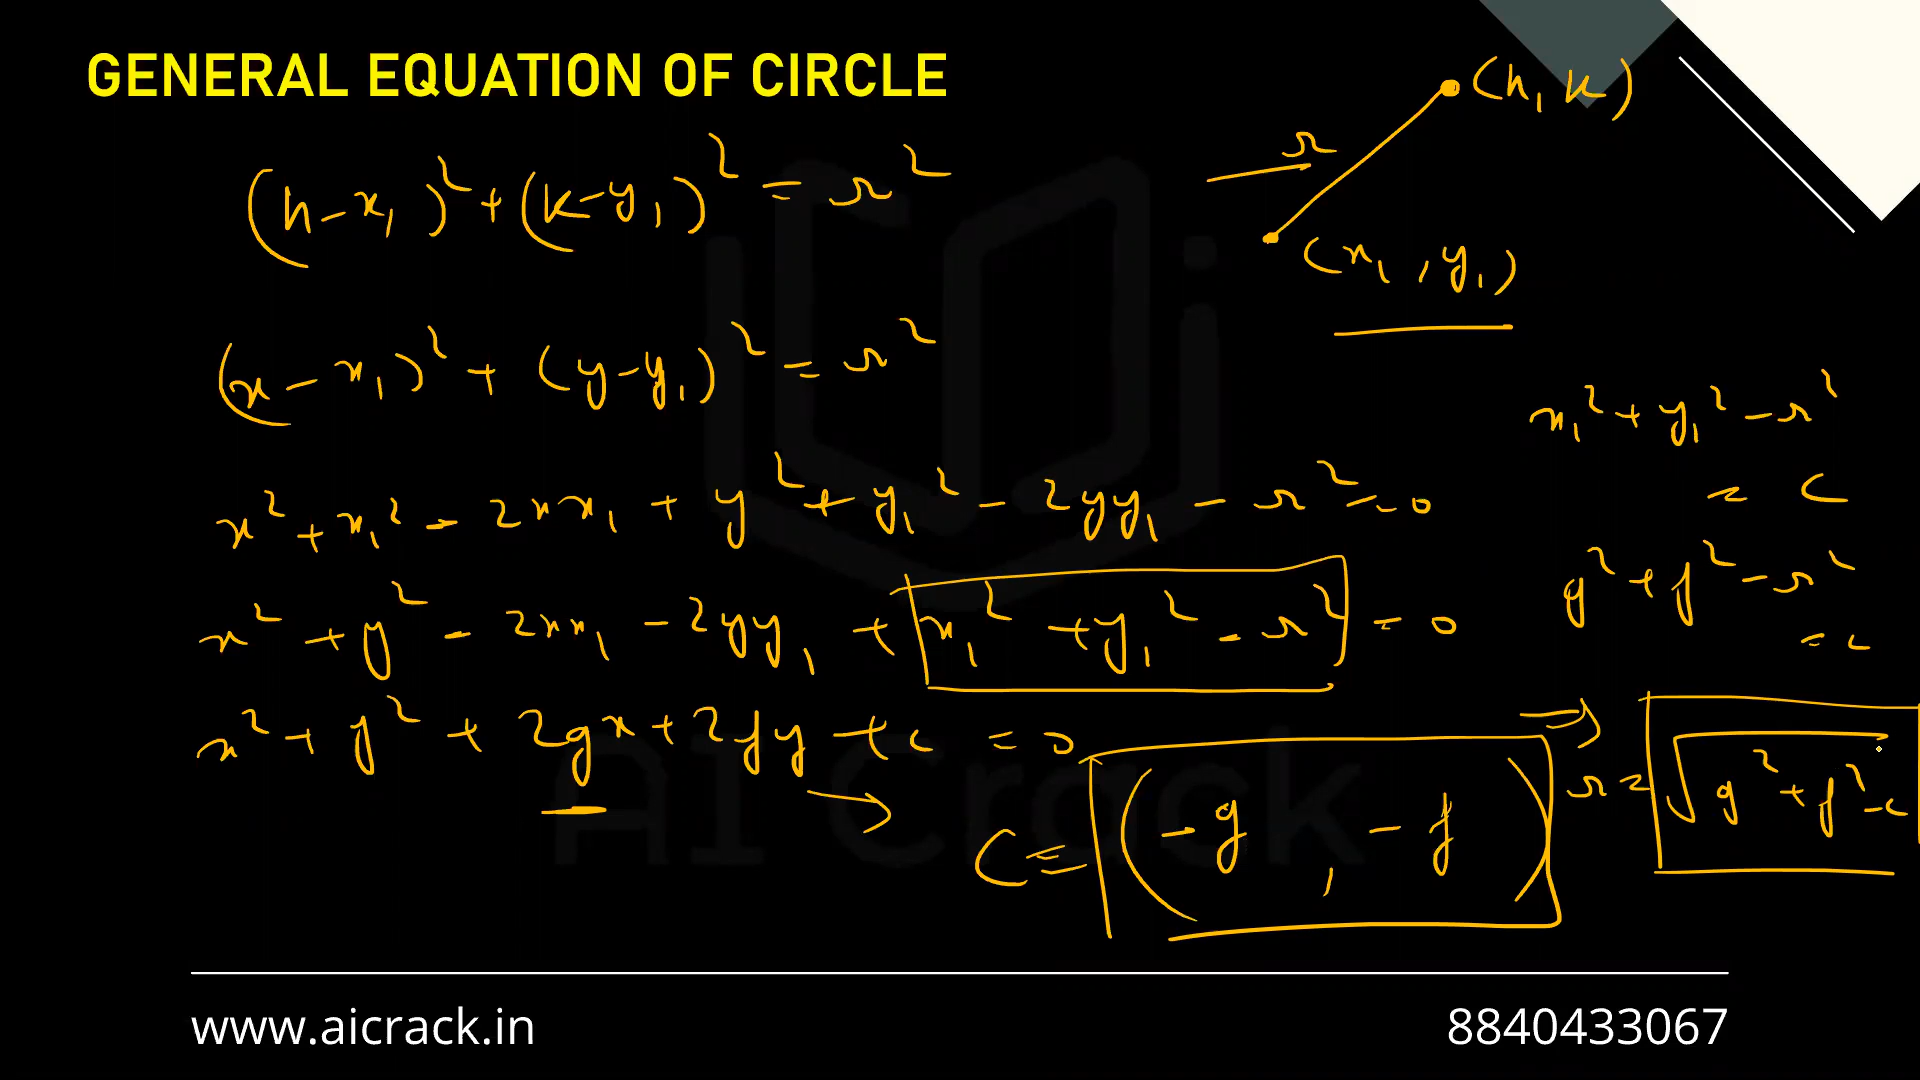 GENERAL EQUATION OF CIRCLE
(h, k)
r
(x₁, y₁)
(h-x₁)² + (k-y₁)² = r²
(x-x₁)² + (y-y₁)² = r²
x² + x₁² - 2xx₁ + y² + y₁² - 2yy₁ - r² = 0
x² + y² - 2xx₁ - 2yy₁ + x₁² + y₁² - r² = 0
x² + y² + 2gx + 2fy + c = 0 →
C = (-g, -f)
x₁² + y₁² - r²
= c
g² + f² - r²
= c
⇒ r = √g² + f² - c
Ai Crack
www.aicrack.in
8840433067